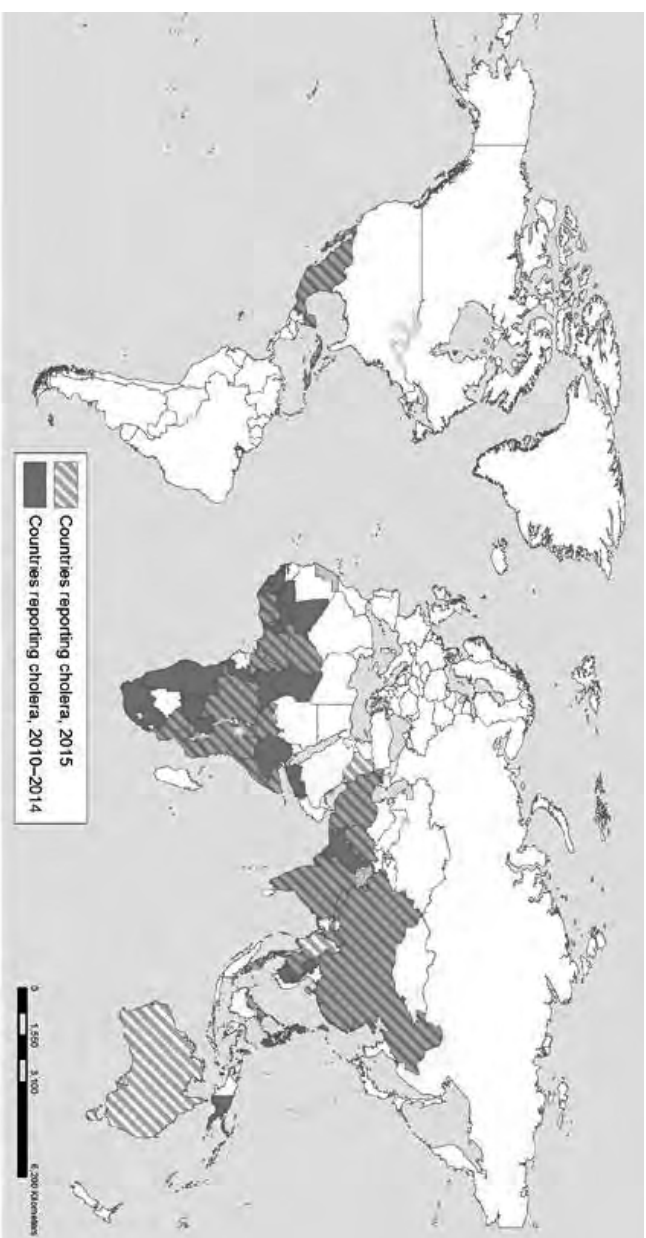 Countries reporting cholera, 2015
Countries reporting cholera, 2010–2014
0 1,550 3,100 6,200 Kilometers